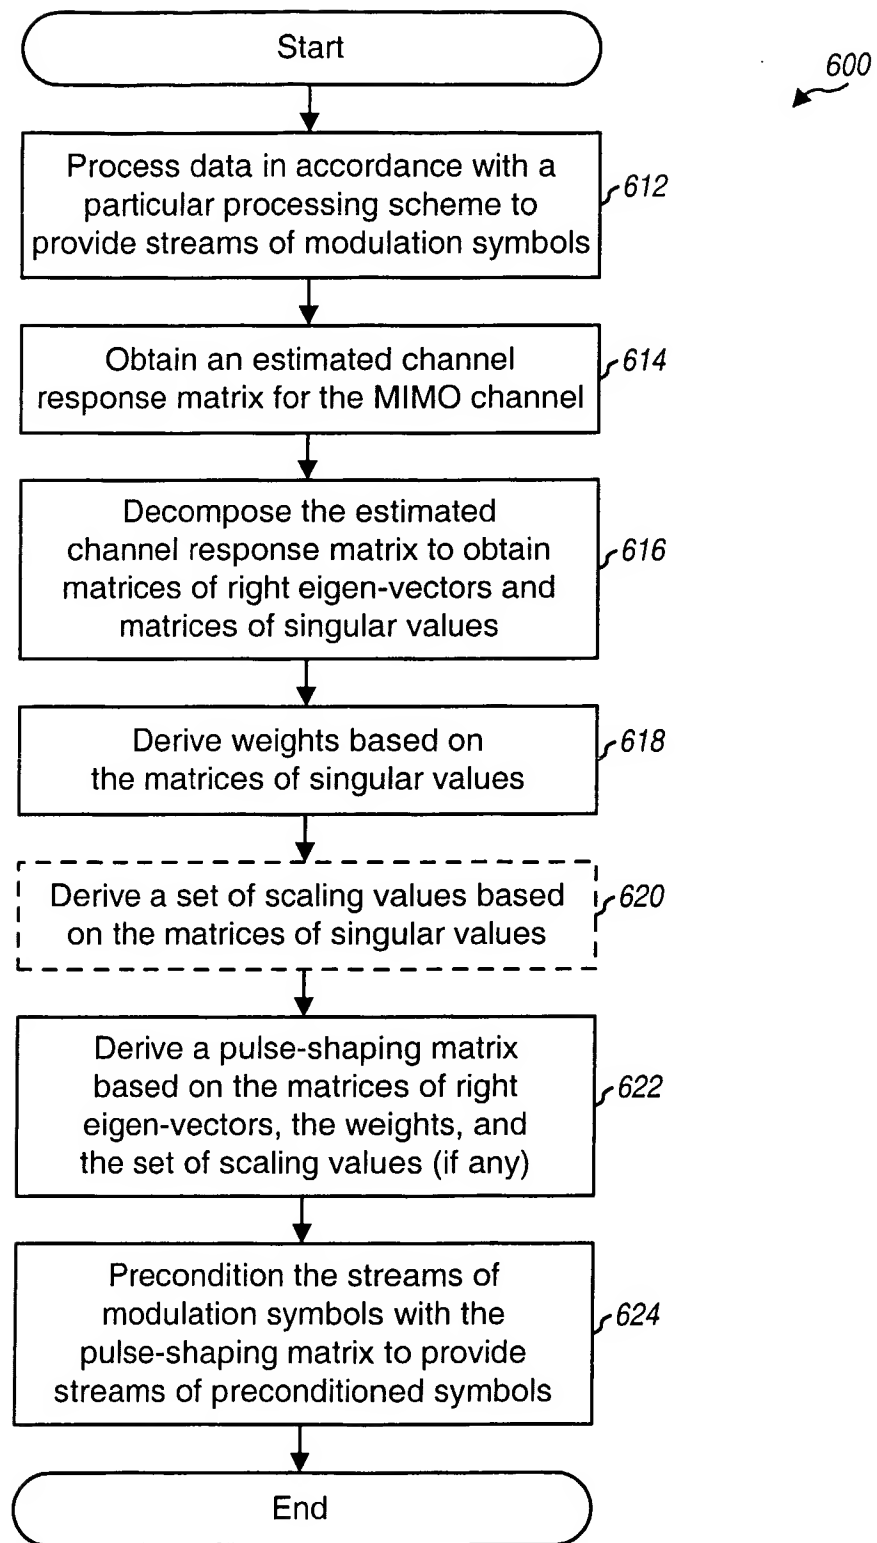 Start
600
Process data in accordance with a
particular processing scheme to
provide streams of modulation symbols
612
Obtain an estimated channel
response matrix for the MIMO channel
614
Decompose the estimated
channel response matrix to obtain
matrices of right eigen-vectors and
matrices of singular values
616
Derive weights based on
the matrices of singular values
618
Derive a set of scaling values based
on the matrices of singular values
620
Derive a pulse-shaping matrix
based on the matrices of right
eigen-vectors, the weights, and
the set of scaling values (if any)
622
Precondition the streams of
modulation symbols with the
pulse-shaping matrix to provide
streams of preconditioned symbols
624
End